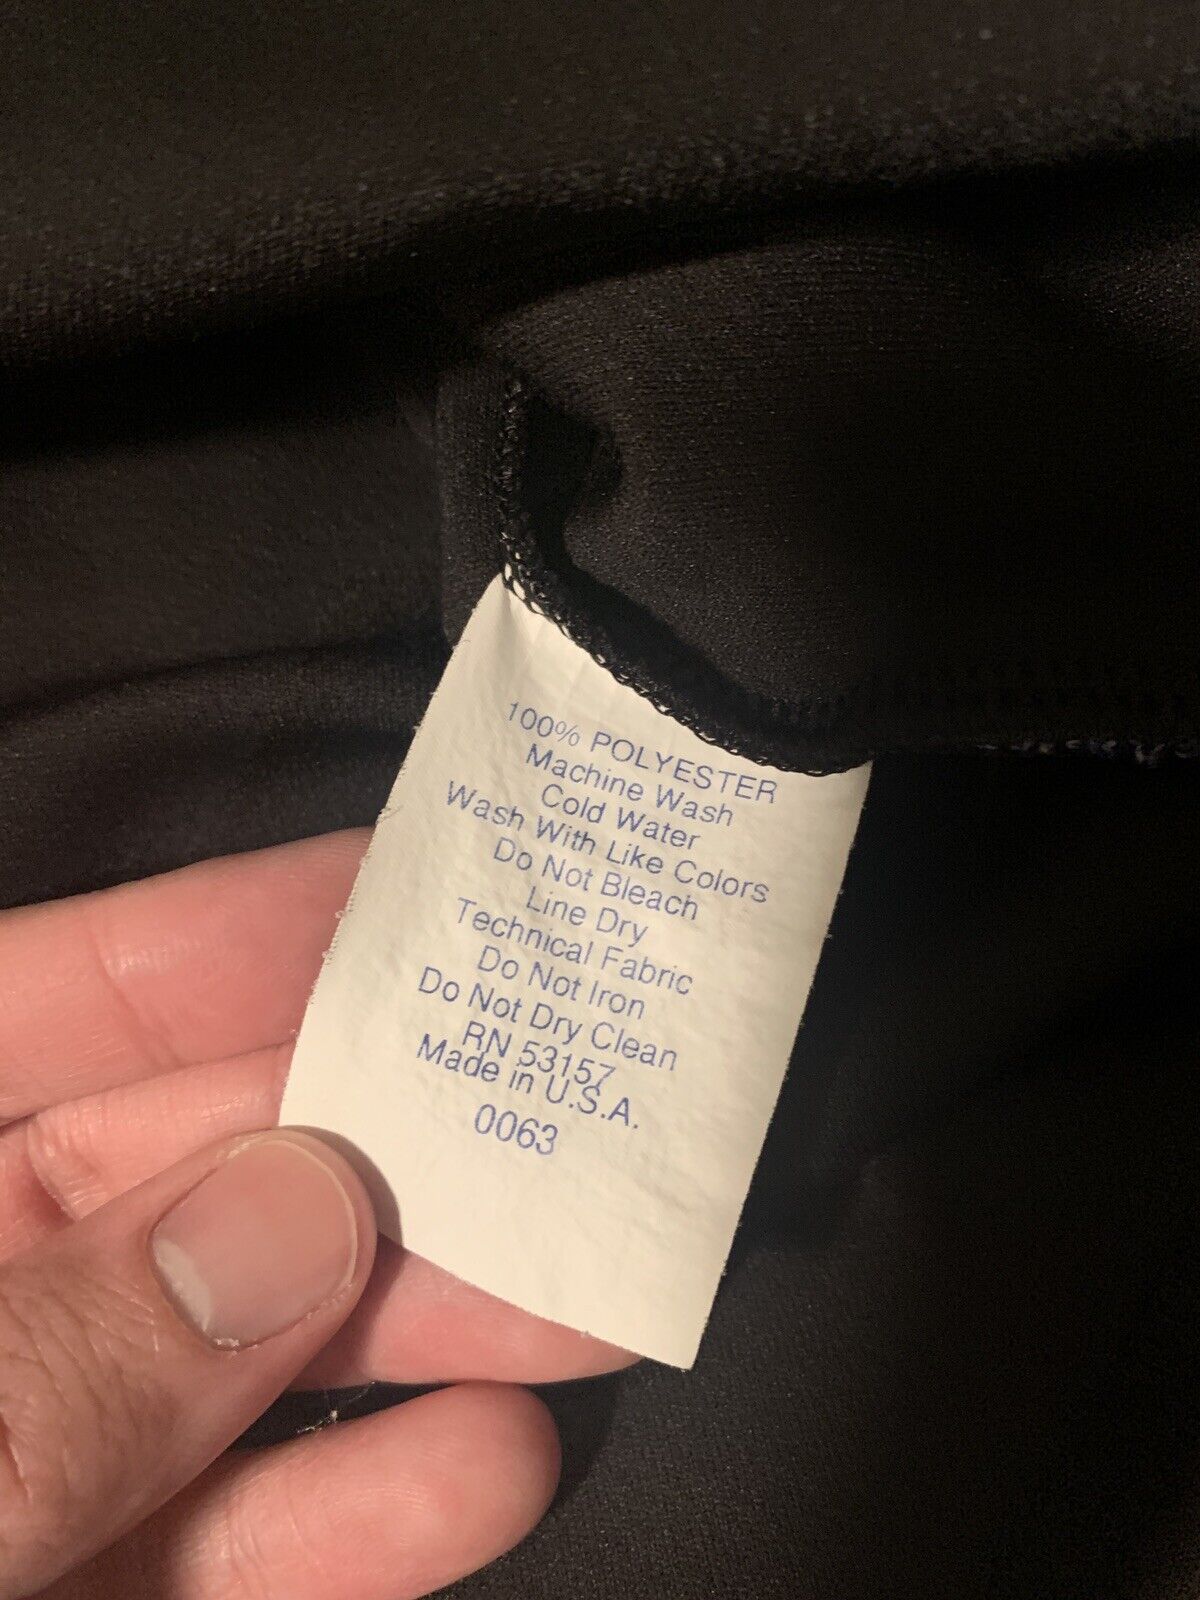 100% POLYESTER
Machine Wash
Cold Water
Wash With Like Colors
Do Not Bleach
Line Dry
Technical Fabric
Do Not Iron
Do Not Dry Clean
RN 53157
Made in U.S.A.
0063